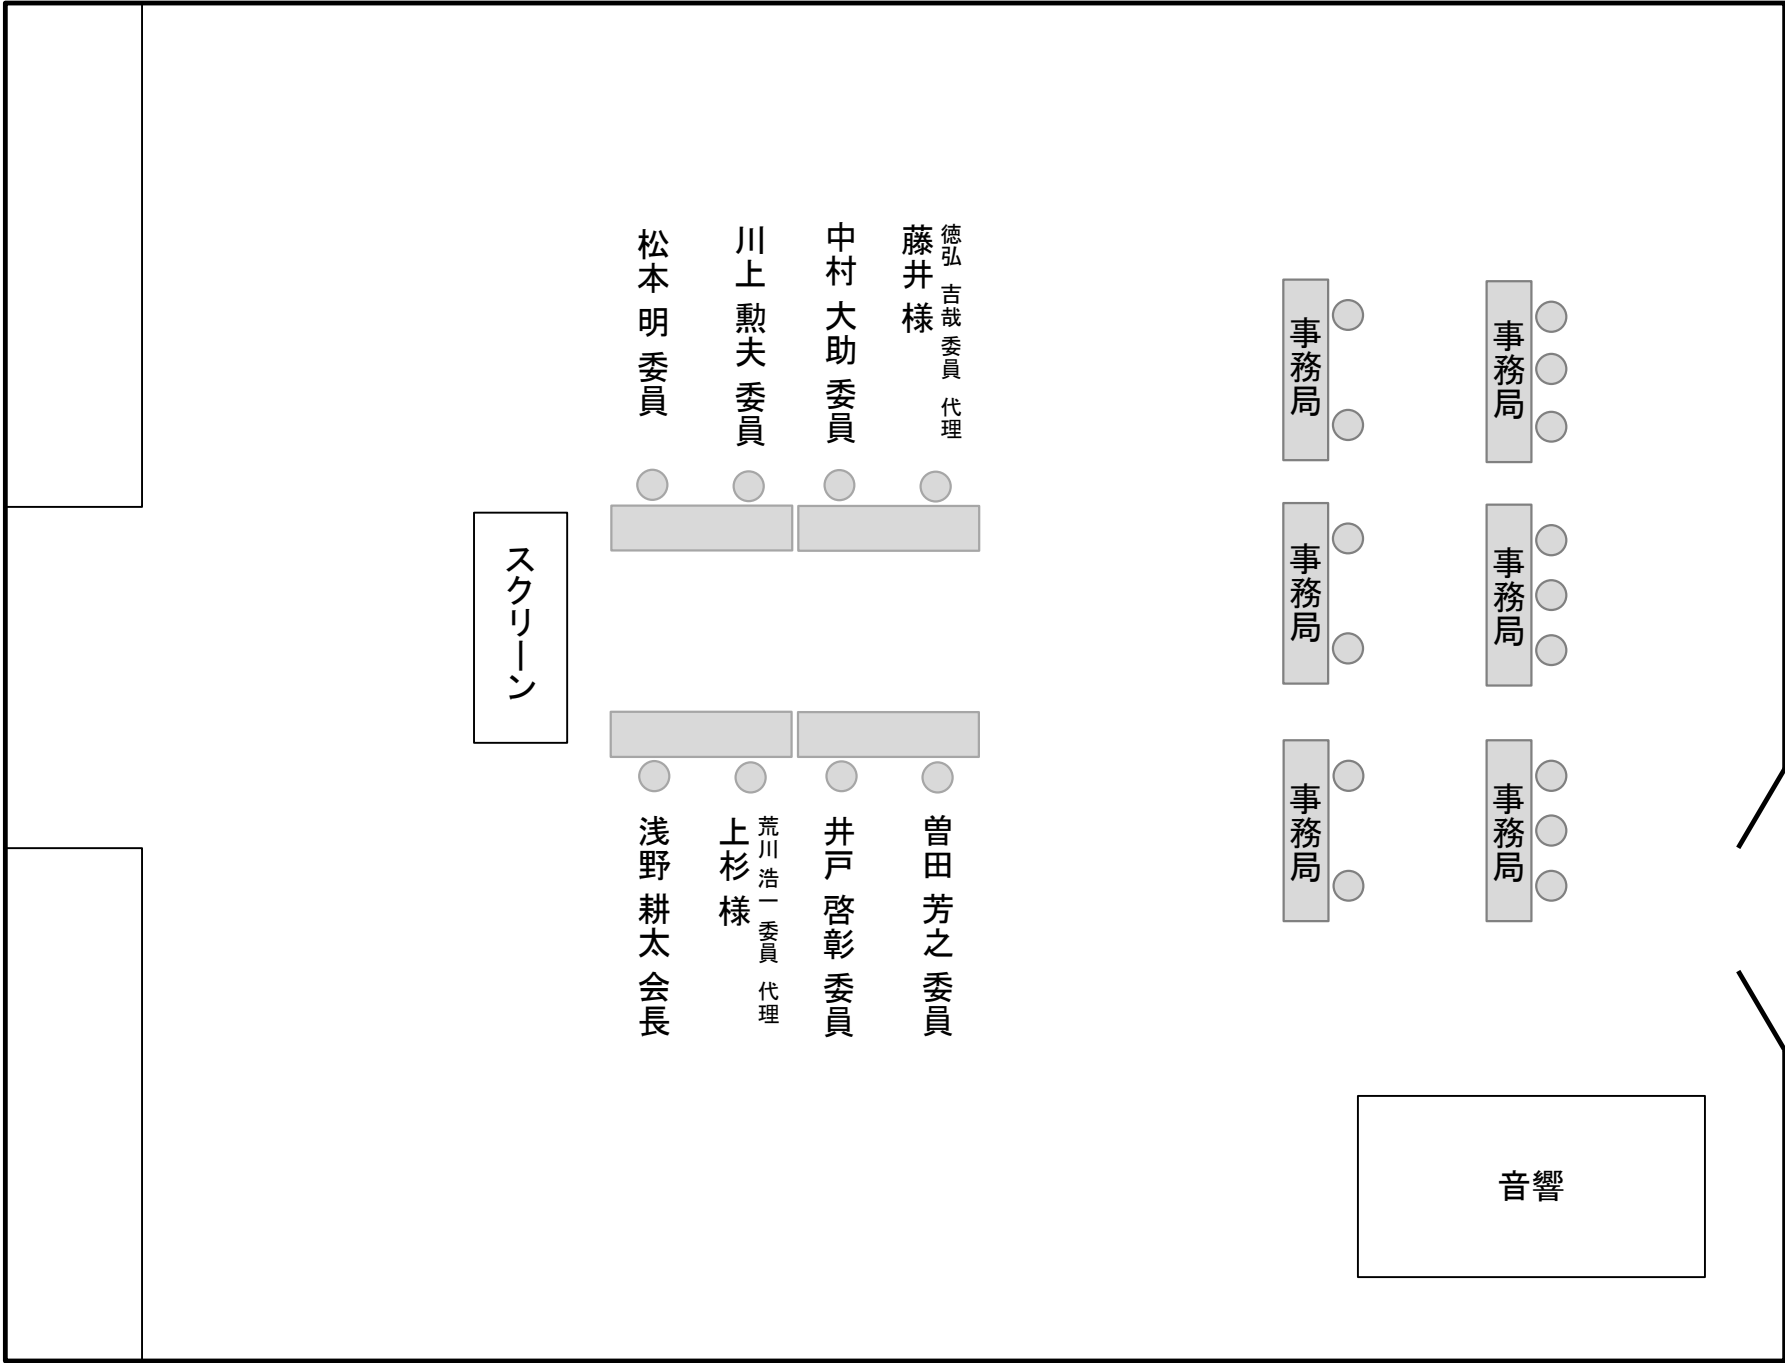 松本 明 委員
川上 勲夫 委員
中村 大助 委員
徳弘 吉哉 委員 代理
藤井 様
スクリーン
浅野 耕太 会長
荒川 浩一 委員 代理
上杉 様
井戸 啓彰 委員
曽田 芳之 委員
事務局
事務局
事務局
事務局
事務局
事務局
音響